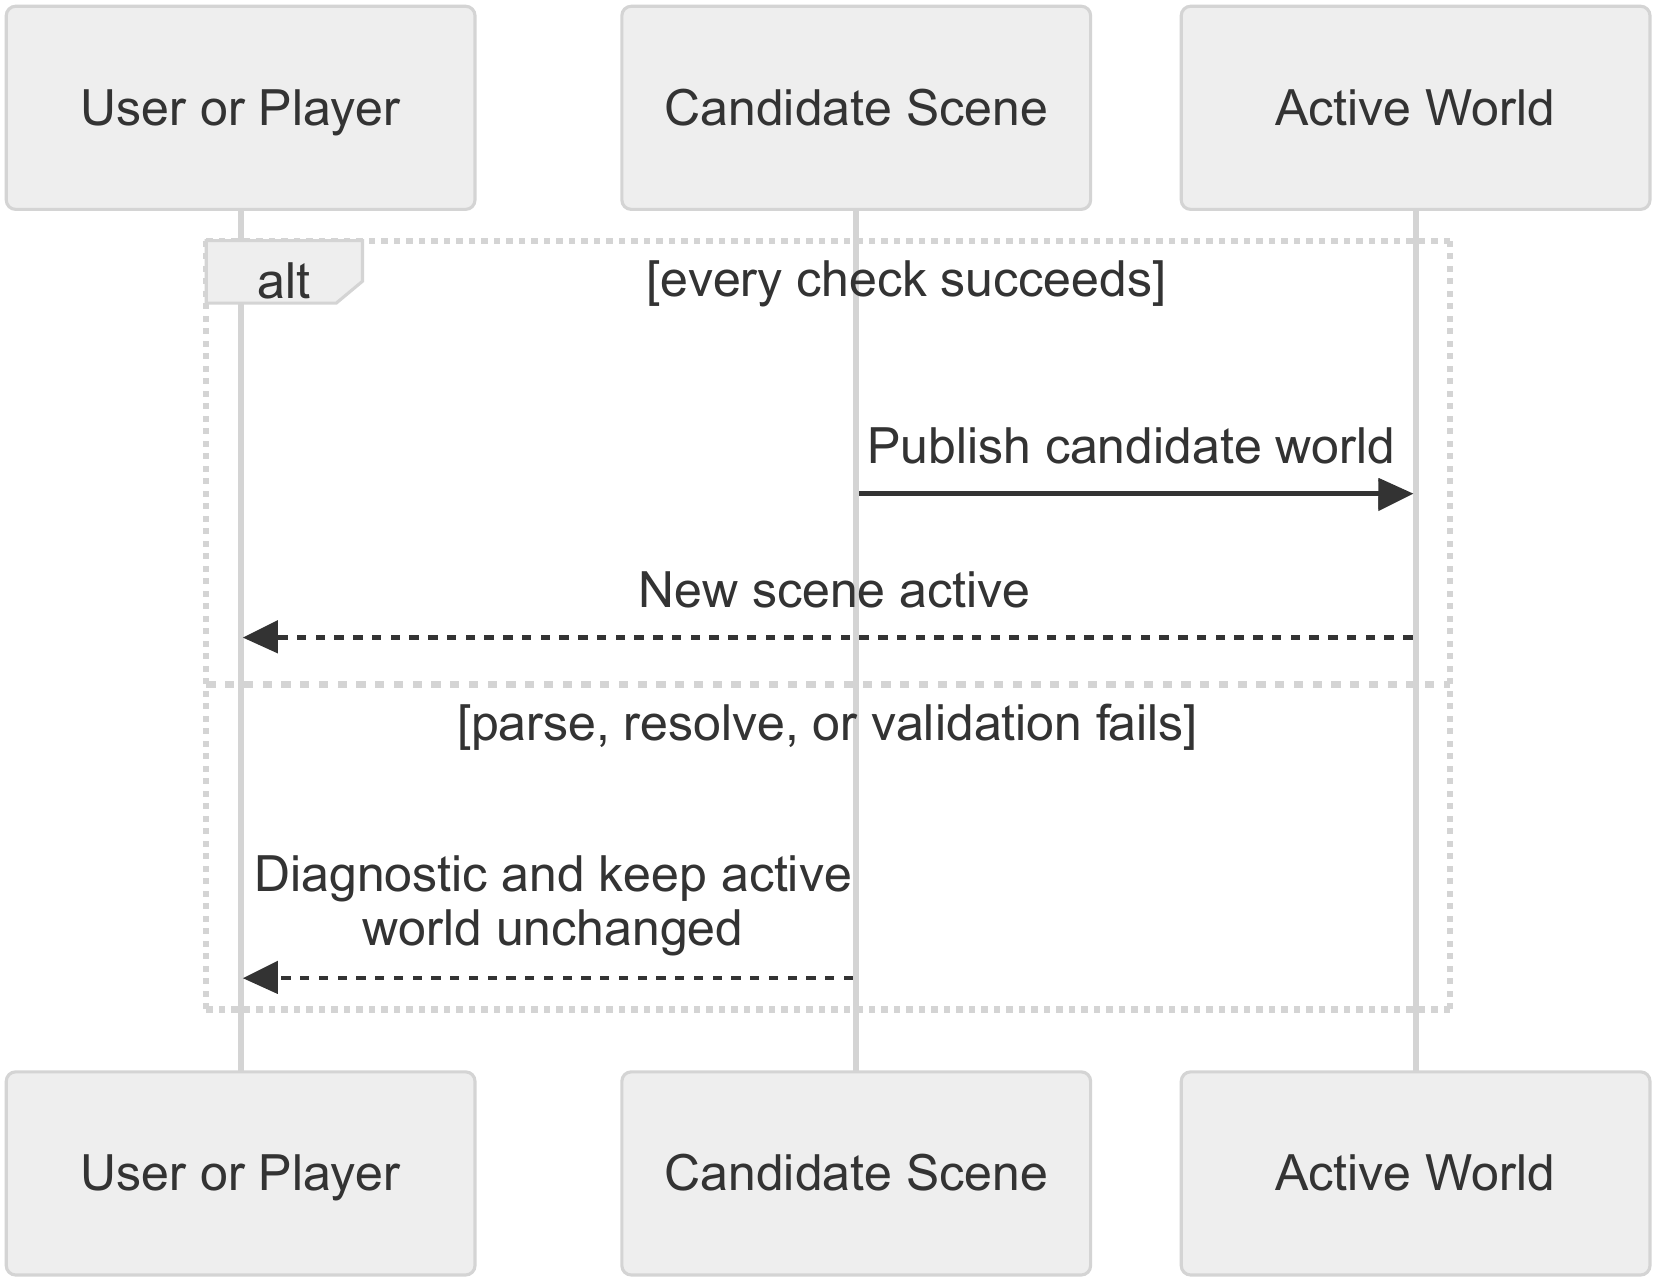 User or Player
Candidate Scene
Active World
alt
[every check succeeds]
Publish candidate world
New scene active
[parse, resolve, or validation fails]
Diagnostic and keep active
world unchanged
User or Player
Candidate Scene
Active World